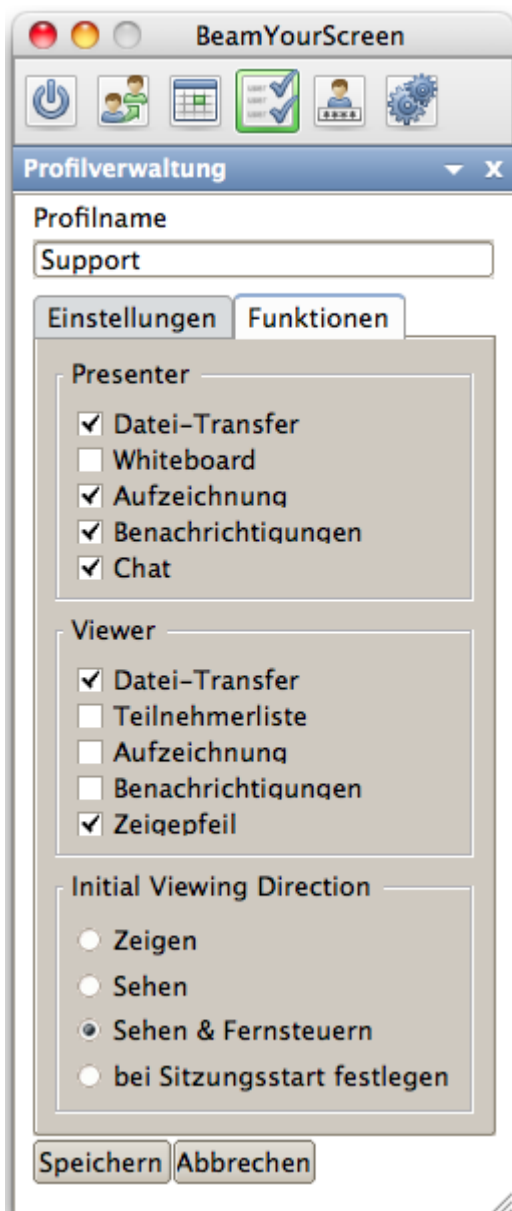 BeamYourScreen
Profilverwaltung
Profilname
Support
Einstellungen Funktionen
Presenter
Datei-Transfer
Whiteboard
Aufzeichnung
Benachrichtigungen
Chat
Viewer
Datei-Transfer
Teilnehmerliste
Aufzeichnung
Benachrichtigungen
Zeigepfeil
Initial Viewing Direction
Zeigen
Sehen
Sehen & Fernsteuern
bei Sitzungsstart festlegen
Speichern Abbrechen